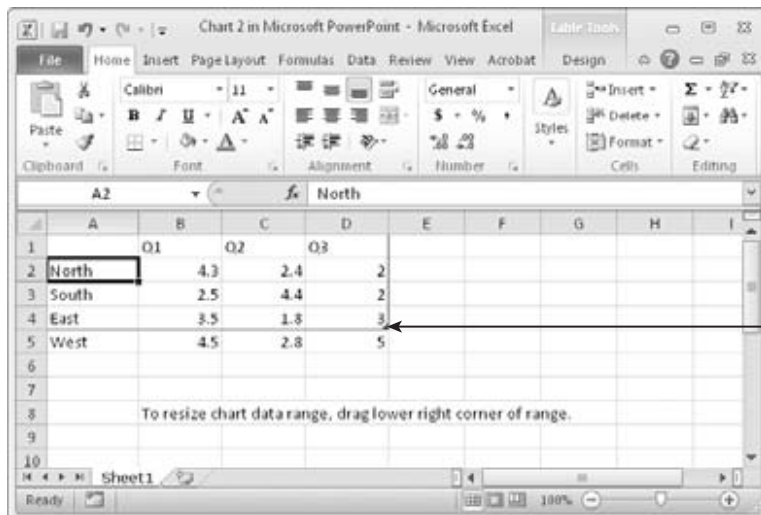 Chart 2 in Microsoft PowerPoint - Microsoft Excel Table Tools
File Home Insert Page Layout Formulas Data Review View Acrobat Design
Calibri 11 General Insert Σ
B I U A A $ % , Delete
Paste A Styles Format
Clipboard Font Alignment Number Cells Editing
A2 fx North
A B C D E F G H I
1 Q1 Q2 Q3
2 North 4.3 2.4 2
3 South 2.5 4.4 2
4 East 3.5 1.8 3
5 West 4.5 2.8 5
6
7
8 To resize chart data range, drag lower right corner of range.
9
10
Sheet1
Ready 100%